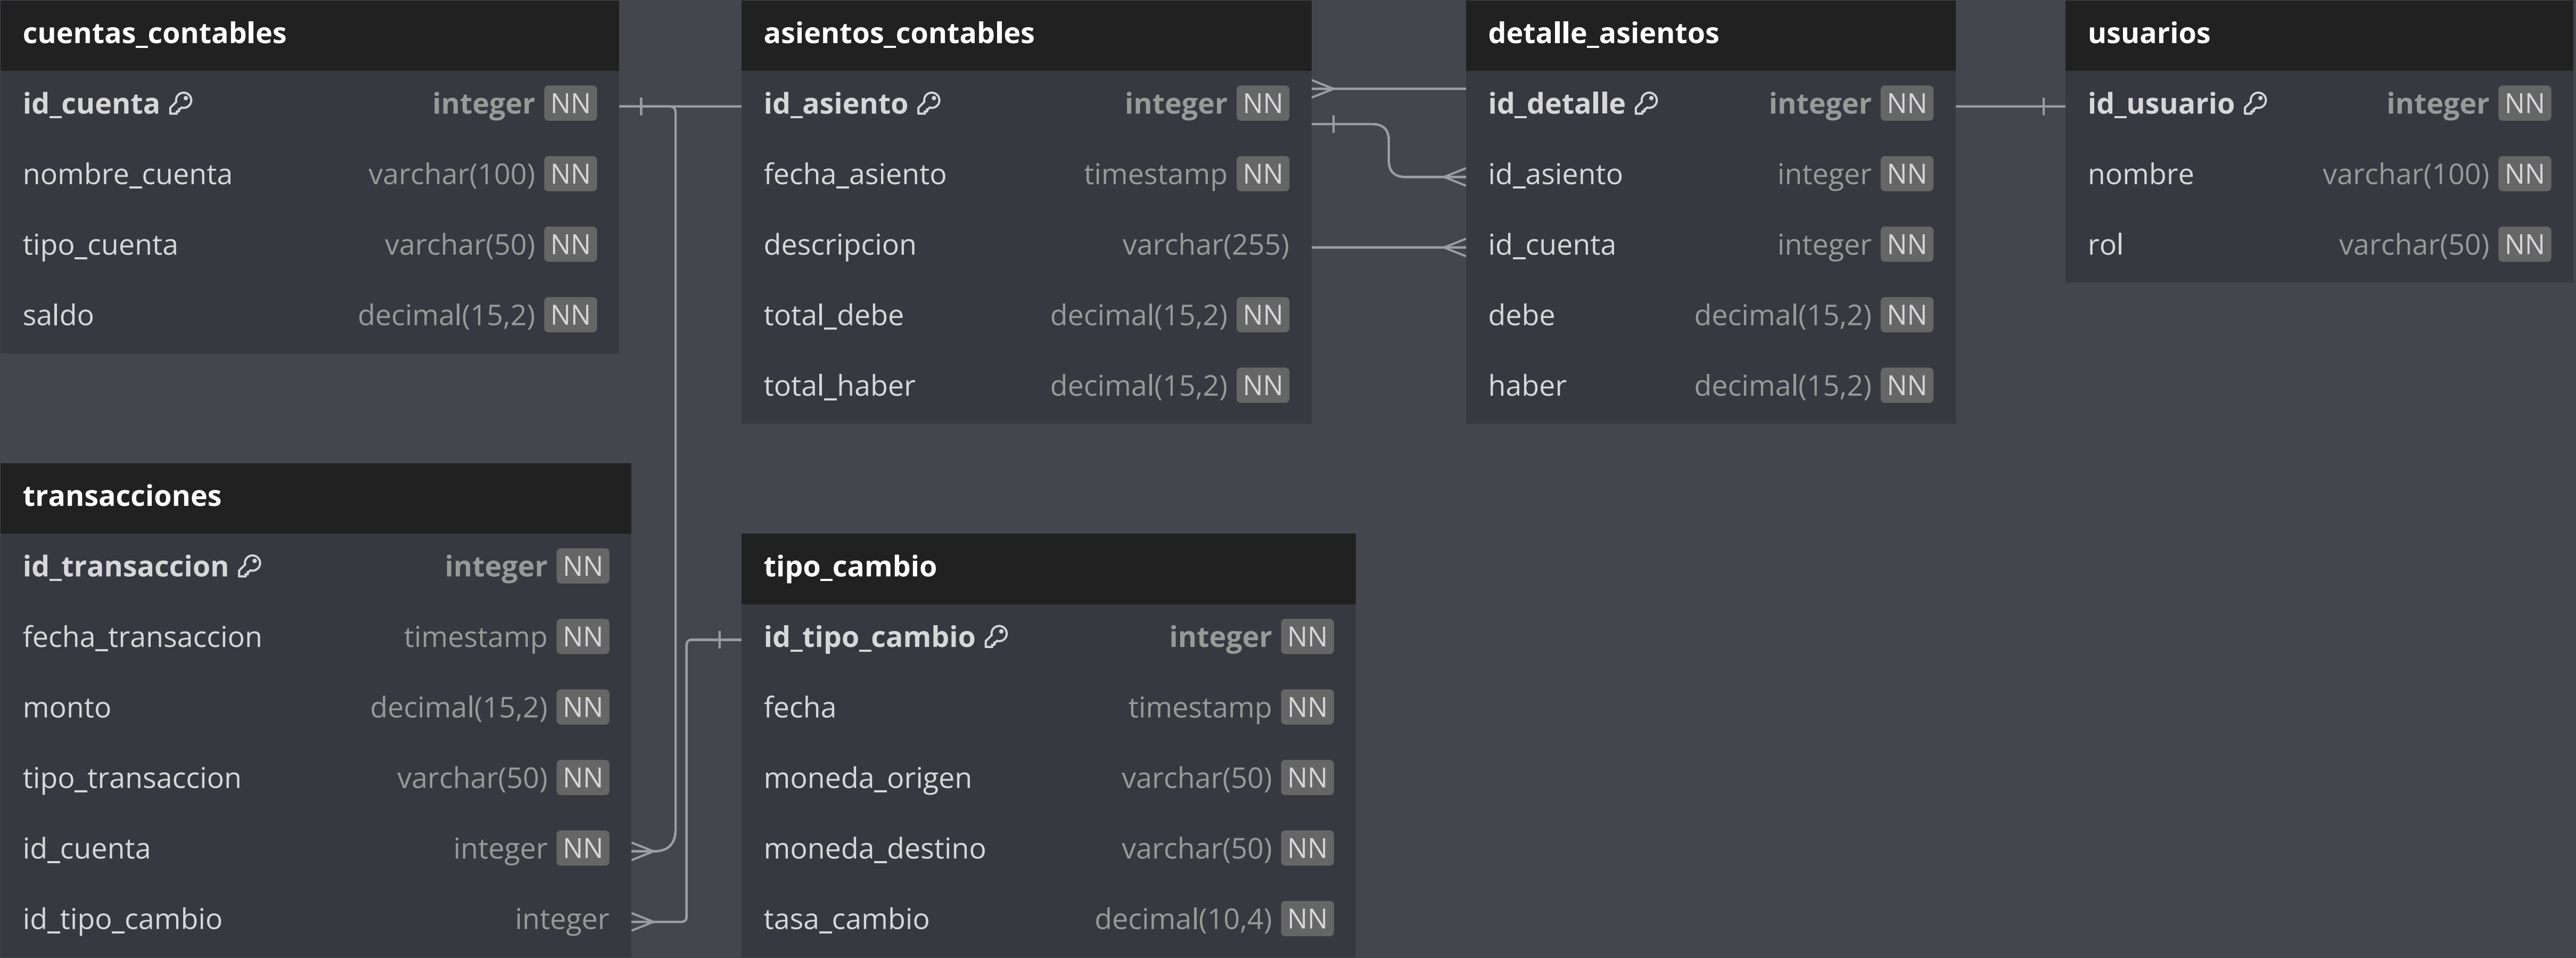 cuentas_contables
id_cuenta integer NN
nombre_cuenta varchar(100) NN
tipo_cuenta varchar(50) NN
saldo decimal(15,2) NN
asientos_contables
id_asiento integer NN
fecha_asiento timestamp NN
descripcion varchar(255)
total_debe decimal(15,2) NN
total_haber decimal(15,2) NN
detalle_asientos
id_detalle integer NN
id_asiento integer NN
id_cuenta integer NN
debe decimal(15,2) NN
haber decimal(15,2) NN
usuarios
id_usuario integer NN
nombre varchar(100) NN
rol varchar(50) NN
transacciones
id_transaccion integer NN
fecha_transaccion timestamp NN
monto decimal(15,2) NN
tipo_transaccion varchar(50) NN
id_cuenta integer NN
id_tipo_cambio integer
tipo_cambio
id_tipo_cambio integer NN
fecha timestamp NN
moneda_origen varchar(50) NN
moneda_destino varchar(50) NN
tasa_cambio decimal(10,4) NN